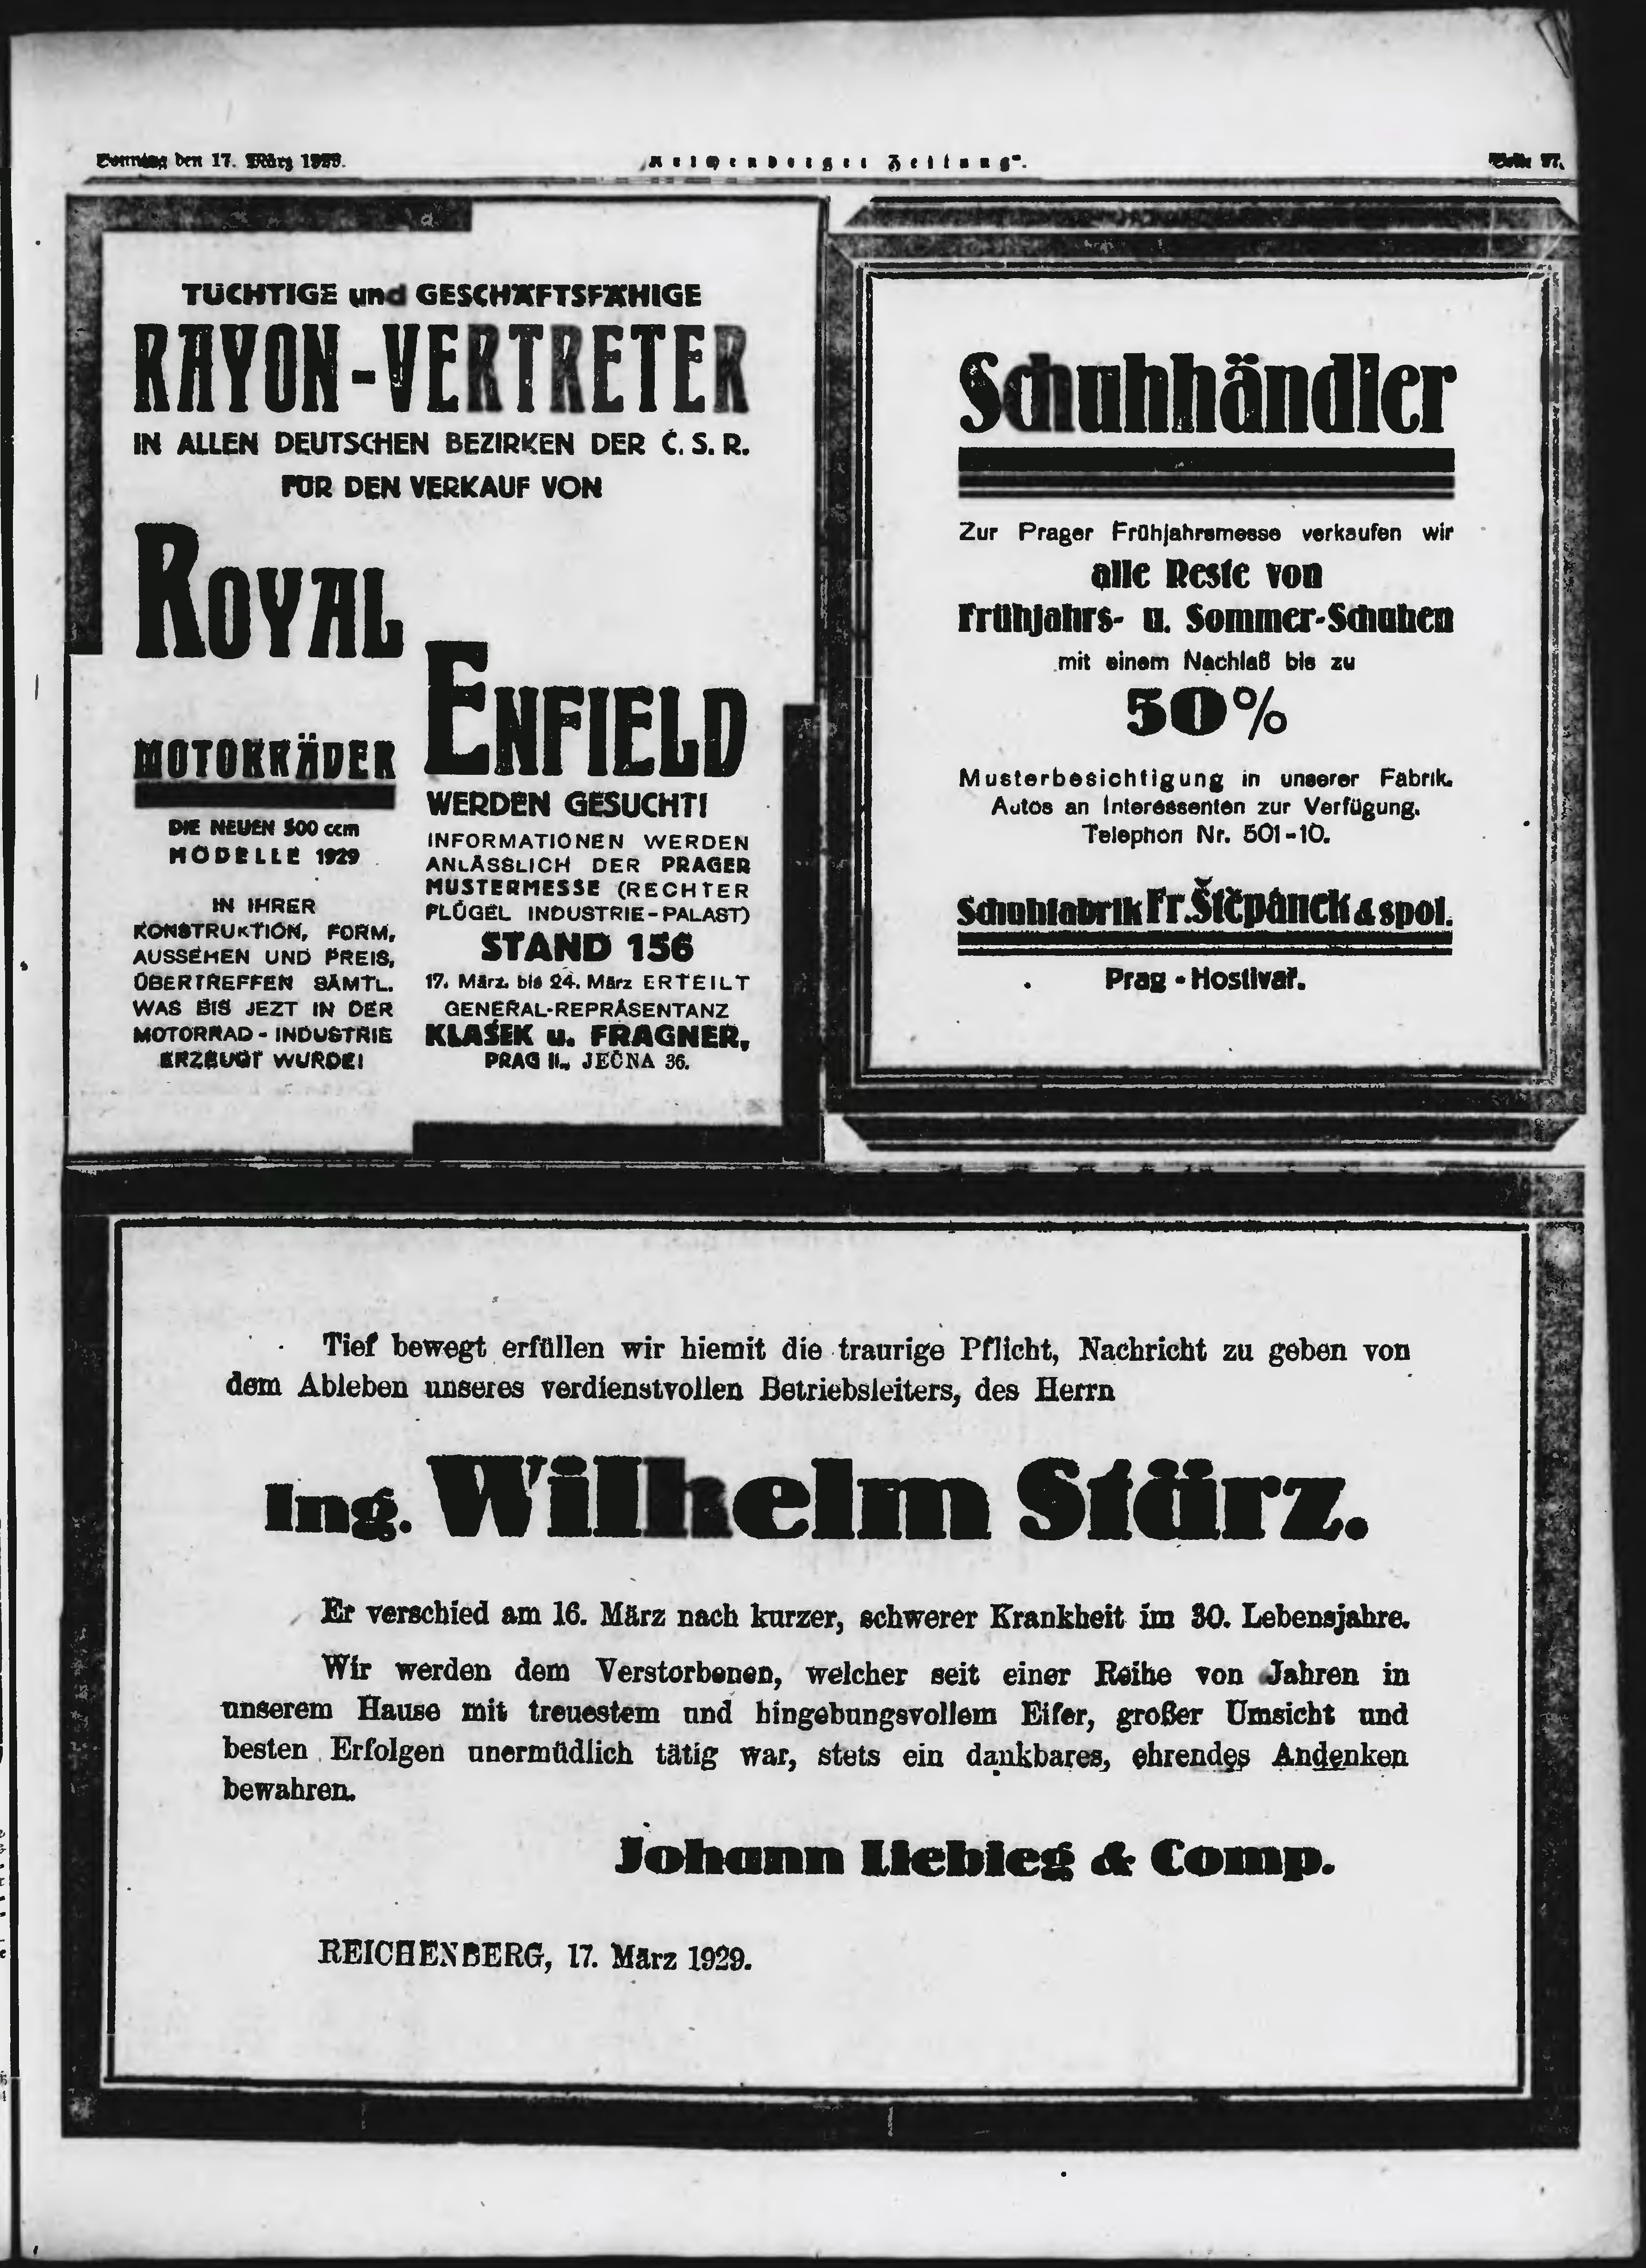 Sonntag den 17. März 1929.
„Reichenberger Zeitung“.
Seite 27.
TÜCHTIGE und GESCHÄFTSFÄHIGE
RAYON-VERTRETER
IN ALLEN DEUTSCHEN BEZIRKEN DER Č. S. R.
FÜR DEN VERKAUF VON
ROYAL
ENFIELD
MOTORRÄDER
DIE NEUEN 500 ccm
MODELLE 1929
IN IHRER
KONSTRUKTION, FORM,
AUSSEHEN UND PREIS,
ÜBERTREFFEN SÄMTL.
WAS BIS JEZT IN DER
MOTORRAD-INDUSTRIE
ERZEUGT WURDE!
WERDEN GESUCHT!
INFORMATIONEN WERDEN
ANLÄSSLICH DER PRAGER
MUSTERMESSE (RECHTER
FLÜGEL INDUSTRIE-PALAST)
STAND 156
17. März. bis 24. März ERTEILT
GENERAL-REPRÄSENTANZ
KLAŠEK u. FRAGNER,
PRAG II., JEČNA 36.
Schuhhändler
Zur Prager Frühjahrsmesse verkaufen wir
alle Reste von
Frühjahrs- u. Sommer-Schuhen
mit einem Nachlaß bis zu
50%
Musterbesichtigung in unserer Fabrik.
Autos an Interessenten zur Verfügung.
Telephon Nr. 501-10.
Schuhfabrik Fr. Štěpánek & spol.
Prag - Hostivař.
Tief bewegt erfüllen wir hiemit die traurige Pflicht, Nachricht zu geben von
dem Ableben unseres verdienstvollen Betriebsleiters, des Herrn
Ing. Wilhelm Stärz.
Er verschied am 16. März nach kurzer, schwerer Krankheit im 30. Lebensjahre.
Wir werden dem Verstorbenen, welcher seit einer Reihe von Jahren in
unserem Hause mit treuestem und hingebungsvollem Eifer, großer Umsicht und
besten Erfolgen unermüdlich tätig war, stets ein dankbares, ehrendes Andenken
bewahren.
Johann Liebieg & Comp.
REICHENBERG, 17. März 1929.